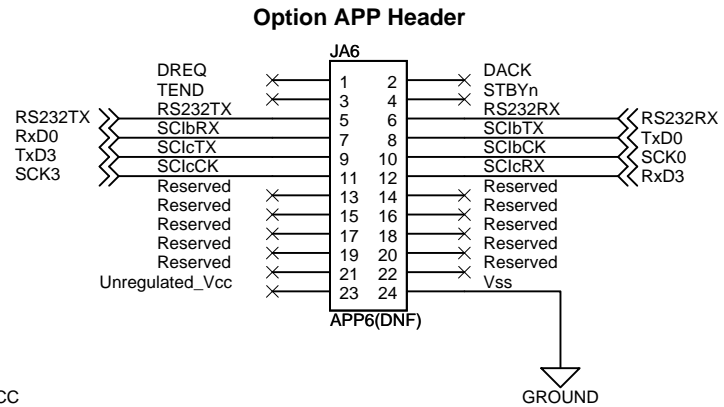 Option APP Header
JA6
DREQ 1 2 DACK
TEND 3 4 STBYn
RS232TX RS232TX 5 6 RS232RX RS232RX
RxD0 SCIbRX 7 8 SCIbTX TxD0
TxD3 SCIcTX 9 10 SCIbCK SCK0
SCK3 SCIcCK 11 12 SCIcRX RxD3
Reserved 13 14 Reserved
Reserved 15 16 Reserved
Reserved 17 18 Reserved
Reserved 19 20 Reserved
Reserved 21 22 Reserved
Unregulated_Vcc 23 24 Vss
APP6(DNF)
CC
GROUND